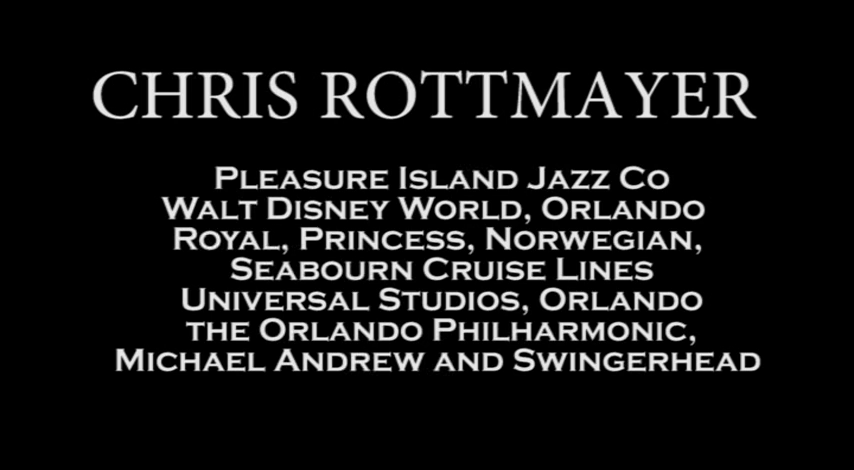 CHRIS ROTTMAYER
PLEASURE ISLAND JAZZ CO
WALT DISNEY WORLD, ORLANDO
ROYAL, PRINCESS, NORWEGIAN,
SEABOURN CRUISE LINES
UNIVERSAL STUDIOS, ORLANDO
THE ORLANDO PHILHARMONIC,
MICHAEL ANDREW AND SWINGERHEAD